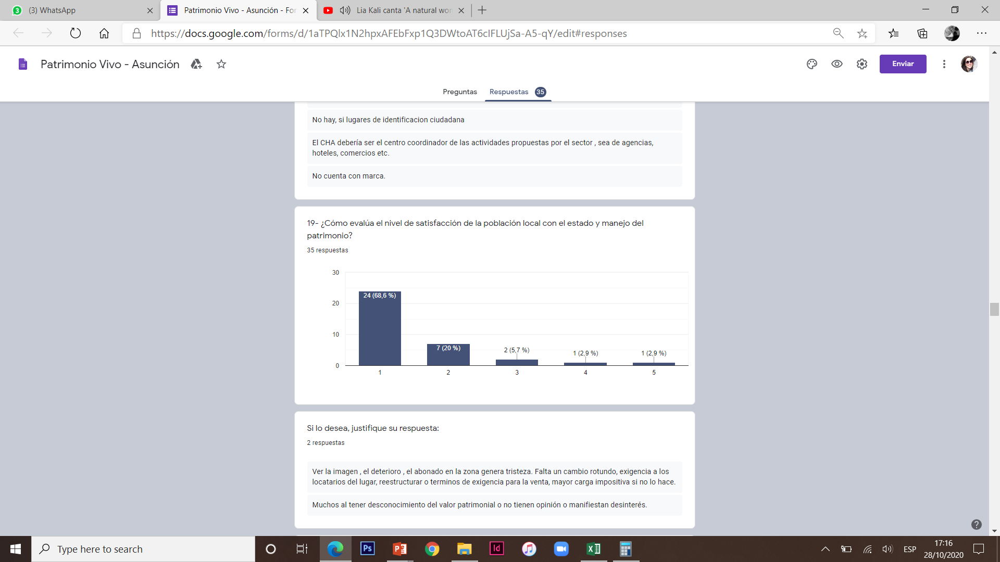 (3) WhatsApp
Patrimonio Vivo - Asunción - For
Lia Kali canta 'A natural wom
https://docs.google.com/forms/d/1aTPQlx1N2hpxAFEbFxp1Q3DWtoAT6cIFLUjSa-A5-qY/edit#responses
Patrimonio Vivo - Asunción
Enviar
Preguntas
Respuestas 35
No hay, si lugares de identificacion ciudadana
El CHA debería ser el centro coordinador de las actividades propuestas por el sector , sea de agencias,
hoteles, comercios etc.
No cuenta con marca.
19- ¿Cómo evalúa el nivel de satisfacción de la población local con el estado y manejo del
patrimonio?
35 respuestas
30
20
10
0
24 (68,6 %)
7 (20 %)
2 (5,7 %)
1 (2,9 %)
1 (2,9 %)
1
2
3
4
5
Si lo desea, justifique su respuesta:
2 respuestas
Ver la imagen , el deterioro , el abonado en la zona genera tristeza. Falta un cambio rotundo, exigencia a los
locatarios del lugar, reestructurar o terminos de exigencia para la venta, mayor carga impositiva si no lo hace.
Muchos al tener desconocimiento del valor patrimonial o no tienen opinión o manifiestan desinterés.
Type here to search
Ps
Id
ESP
17:16
28/10/2020